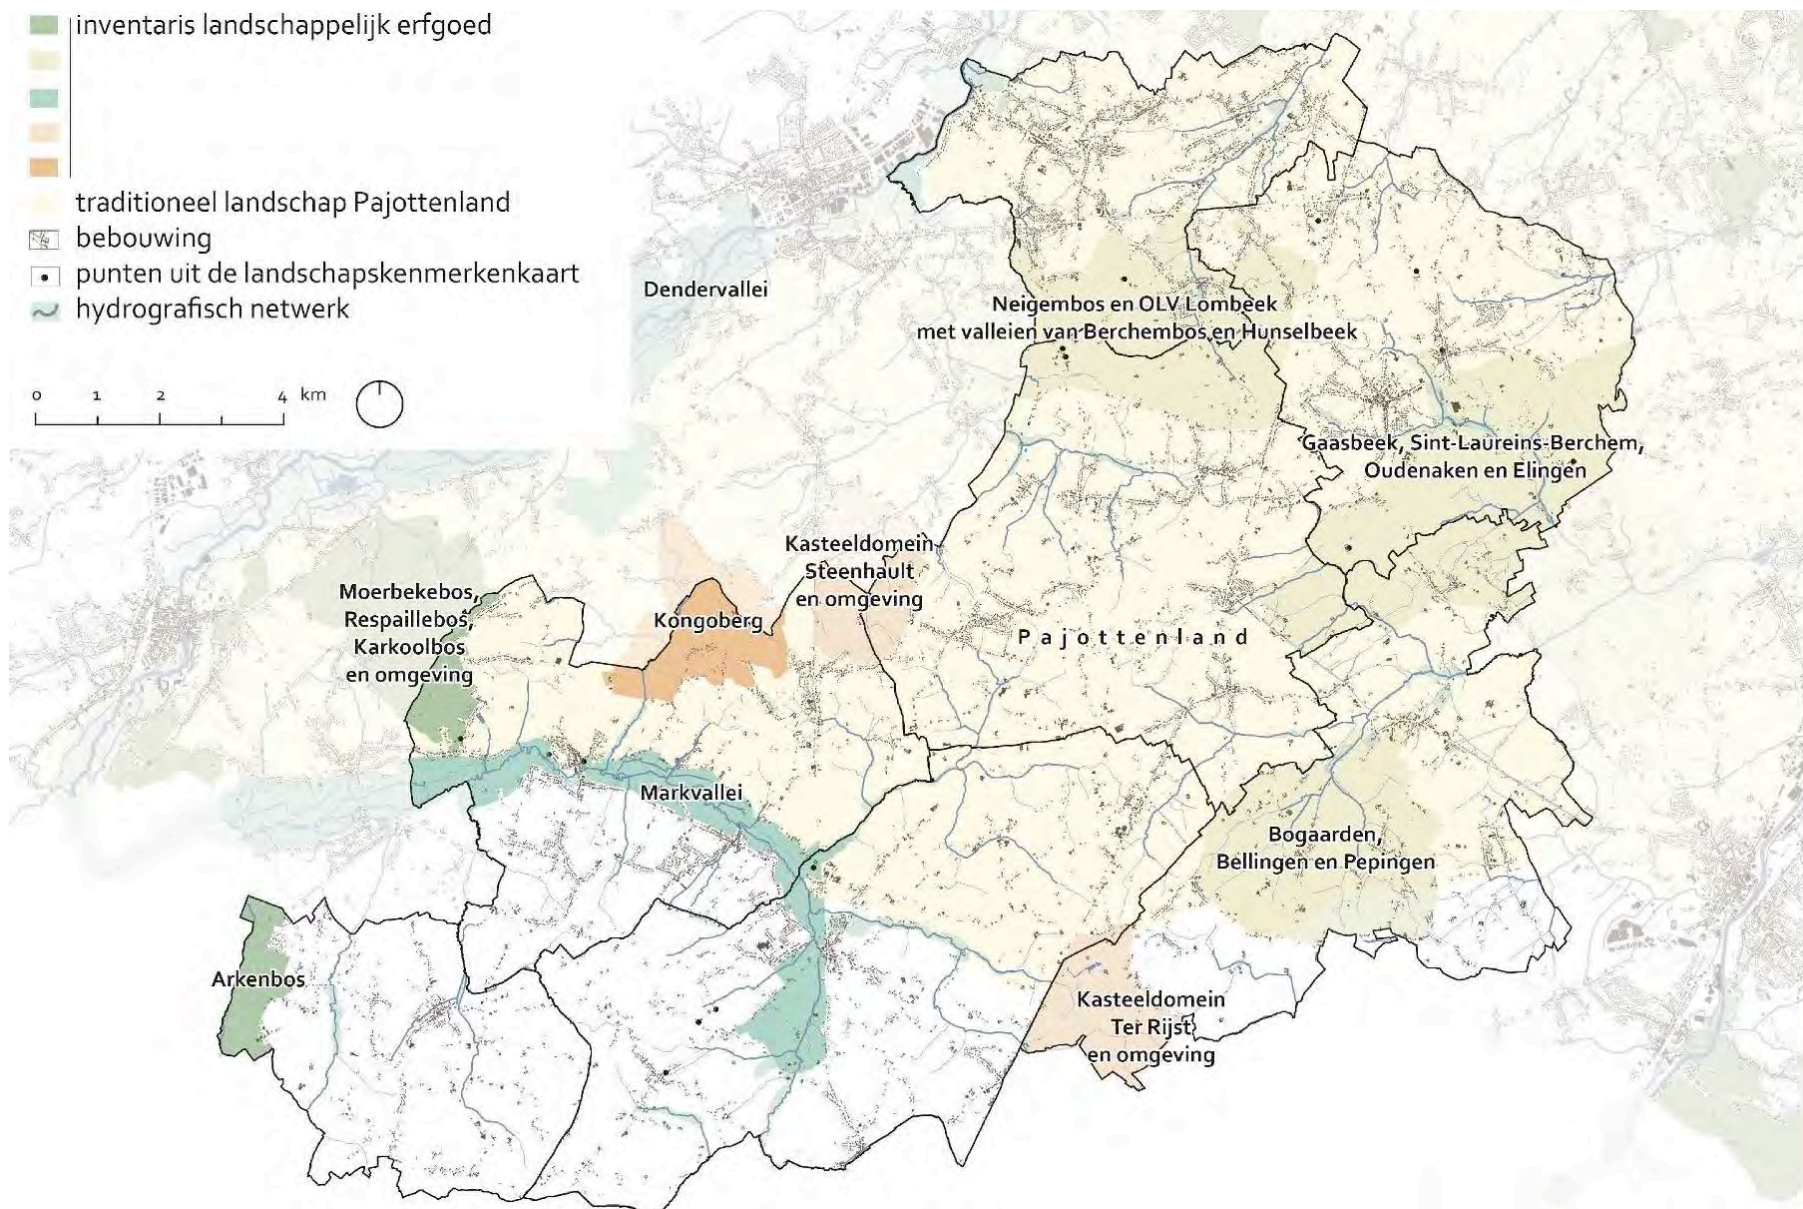 inventaris landschappelijk erfgoed
traditioneel landschap Pajottenland
bebouwing
punten uit de landschapskenmerkenkaart
hydrografisch netwerk
0 1 2 4 km
Dendervallei
Neigembos en OLV Lombeek
met valleien van Berchembos en Hunselbeek
Gaasbeek, Sint-Laureins-Berchem,
Oudenaken en Elingen
Kasteeldomein
Steenhault
en omgeving
Moerbekebos,
Respaillebos,
Karkoolbos
en omgeving
Kongoberg
Pajottenland
Markvallei
Bogaarden,
Bellingen en Pepingen
Arkenbos
Kasteeldomein
Ter Rijst
en omgeving